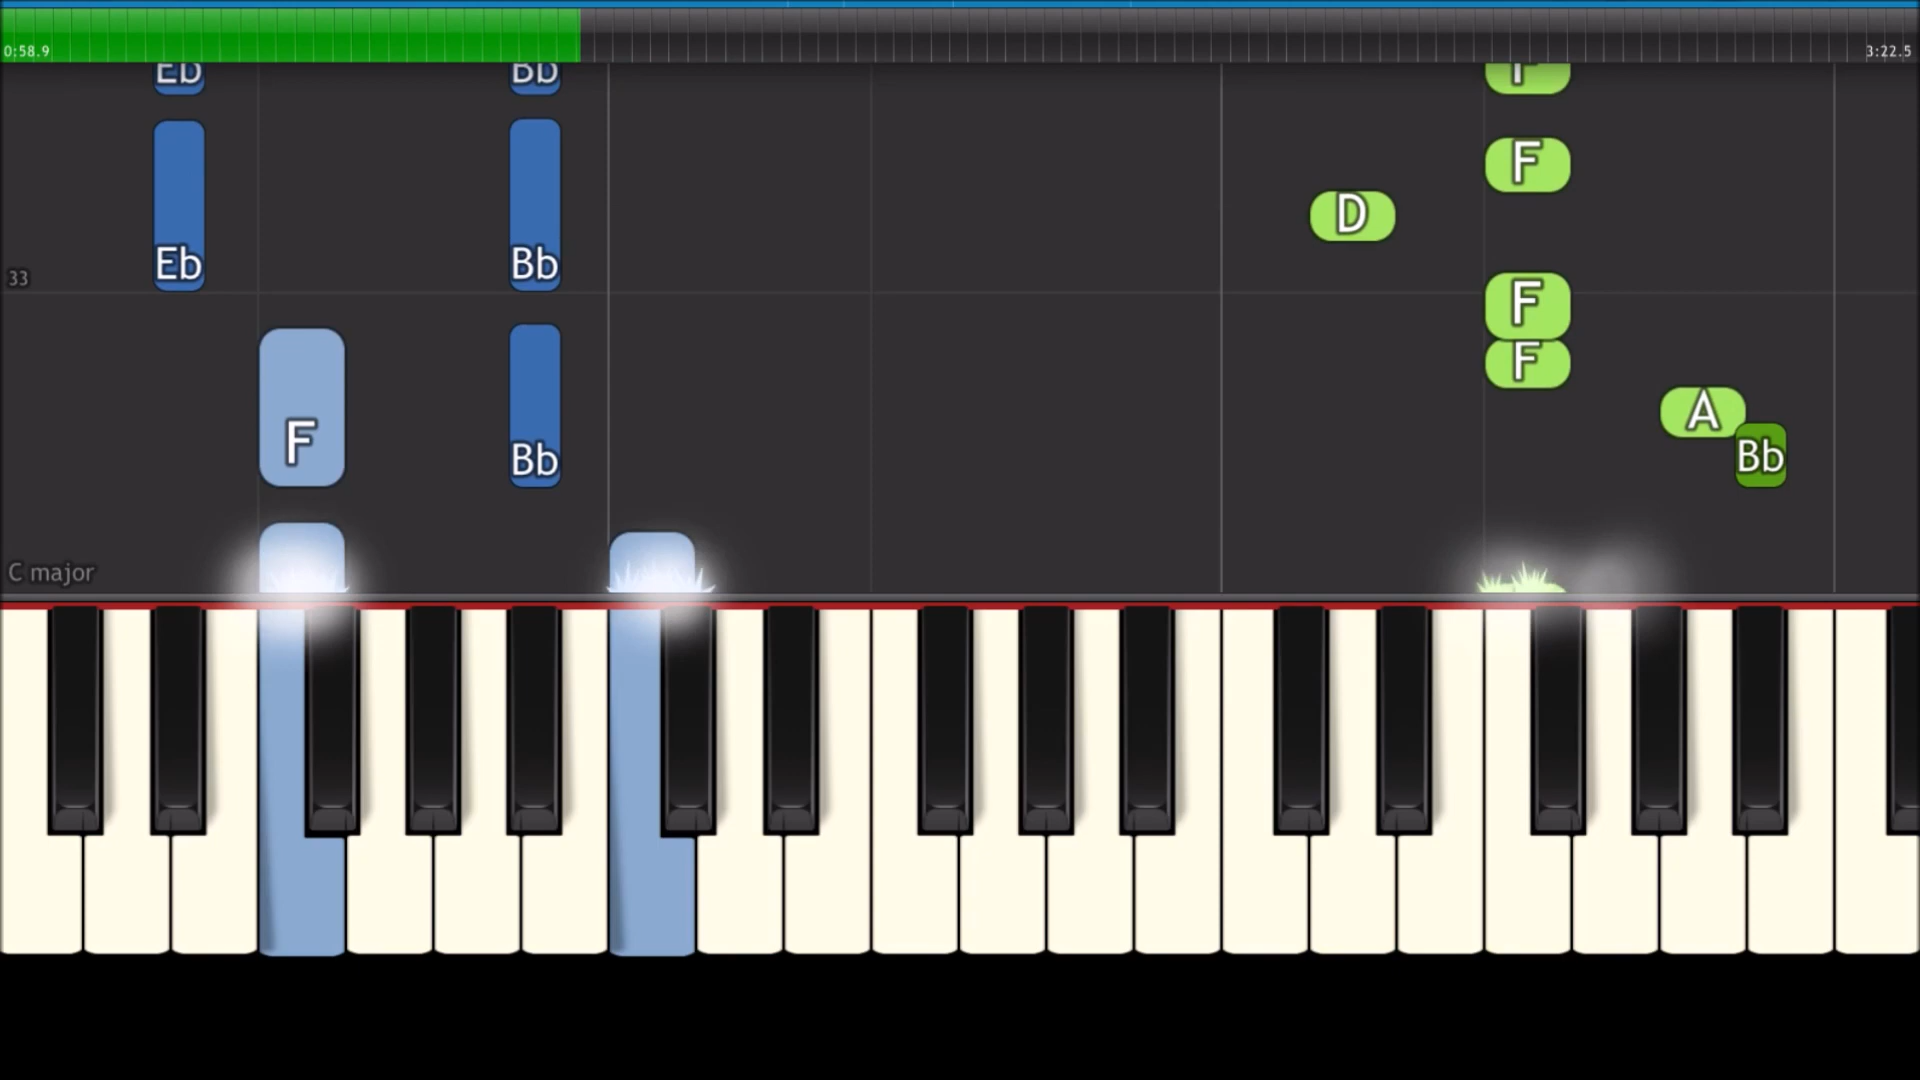 0:58.9 3:22.5
Eb Bb F
F
D
33 Eb Bb F
F
A
F Bb Bb
C major